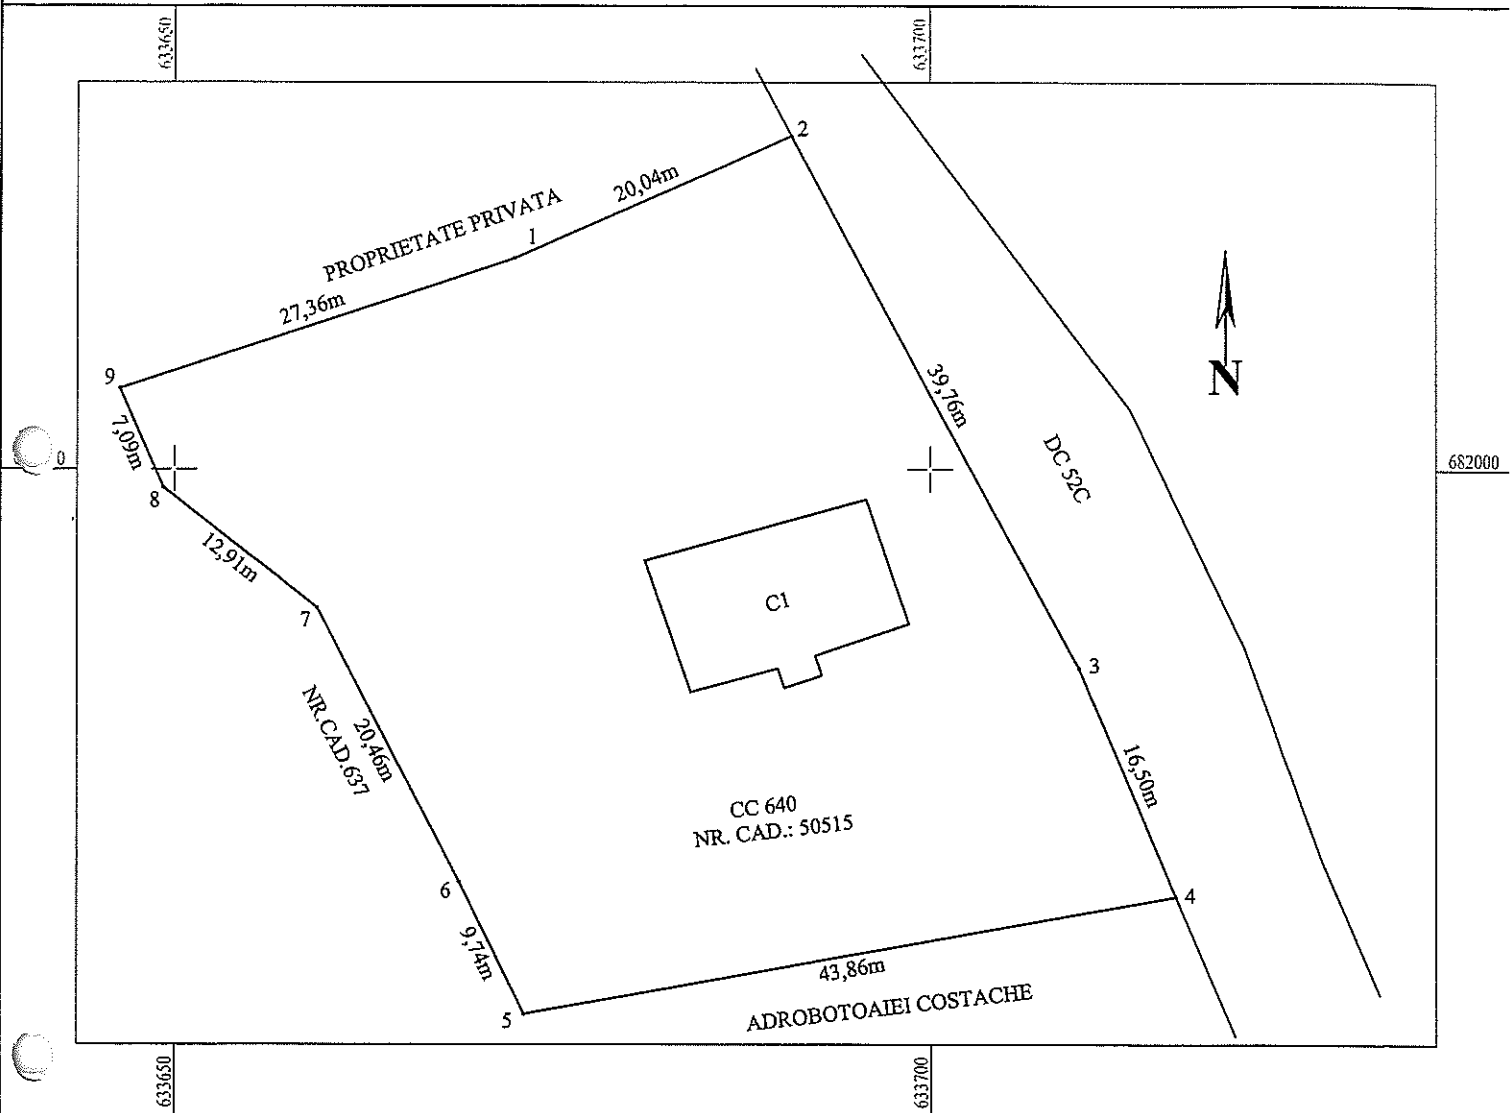 633650
633700
2
20,04m
PROPRIETATE PRIVATA
1
27,36m
9
39,76m
N
7,09m
DC 52C
0
682000
8
12,91m
C1
7
3
NR.CAD.637
20,46m
16,50m
CC 640
NR. CAD.: 50515
6
4
9,74m
43,86m
ADROBOTOAIEI COSTACHE
5
633650
633700